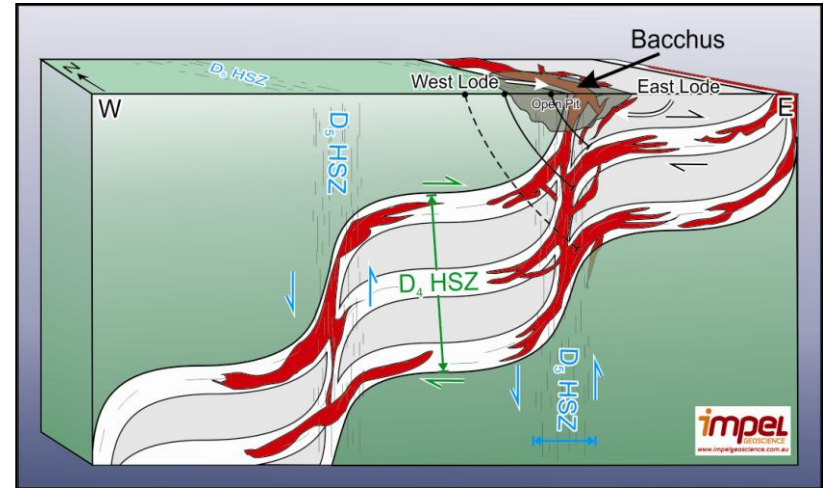 N
D₅ HSZ
Bacchus
West Lode
East Lode
Open Pit
W
E
D₅ HSZ
D₄ HSZ
D₅ HSZ
impel
GEOSCIENCE
www.impelgeoscience.com.au